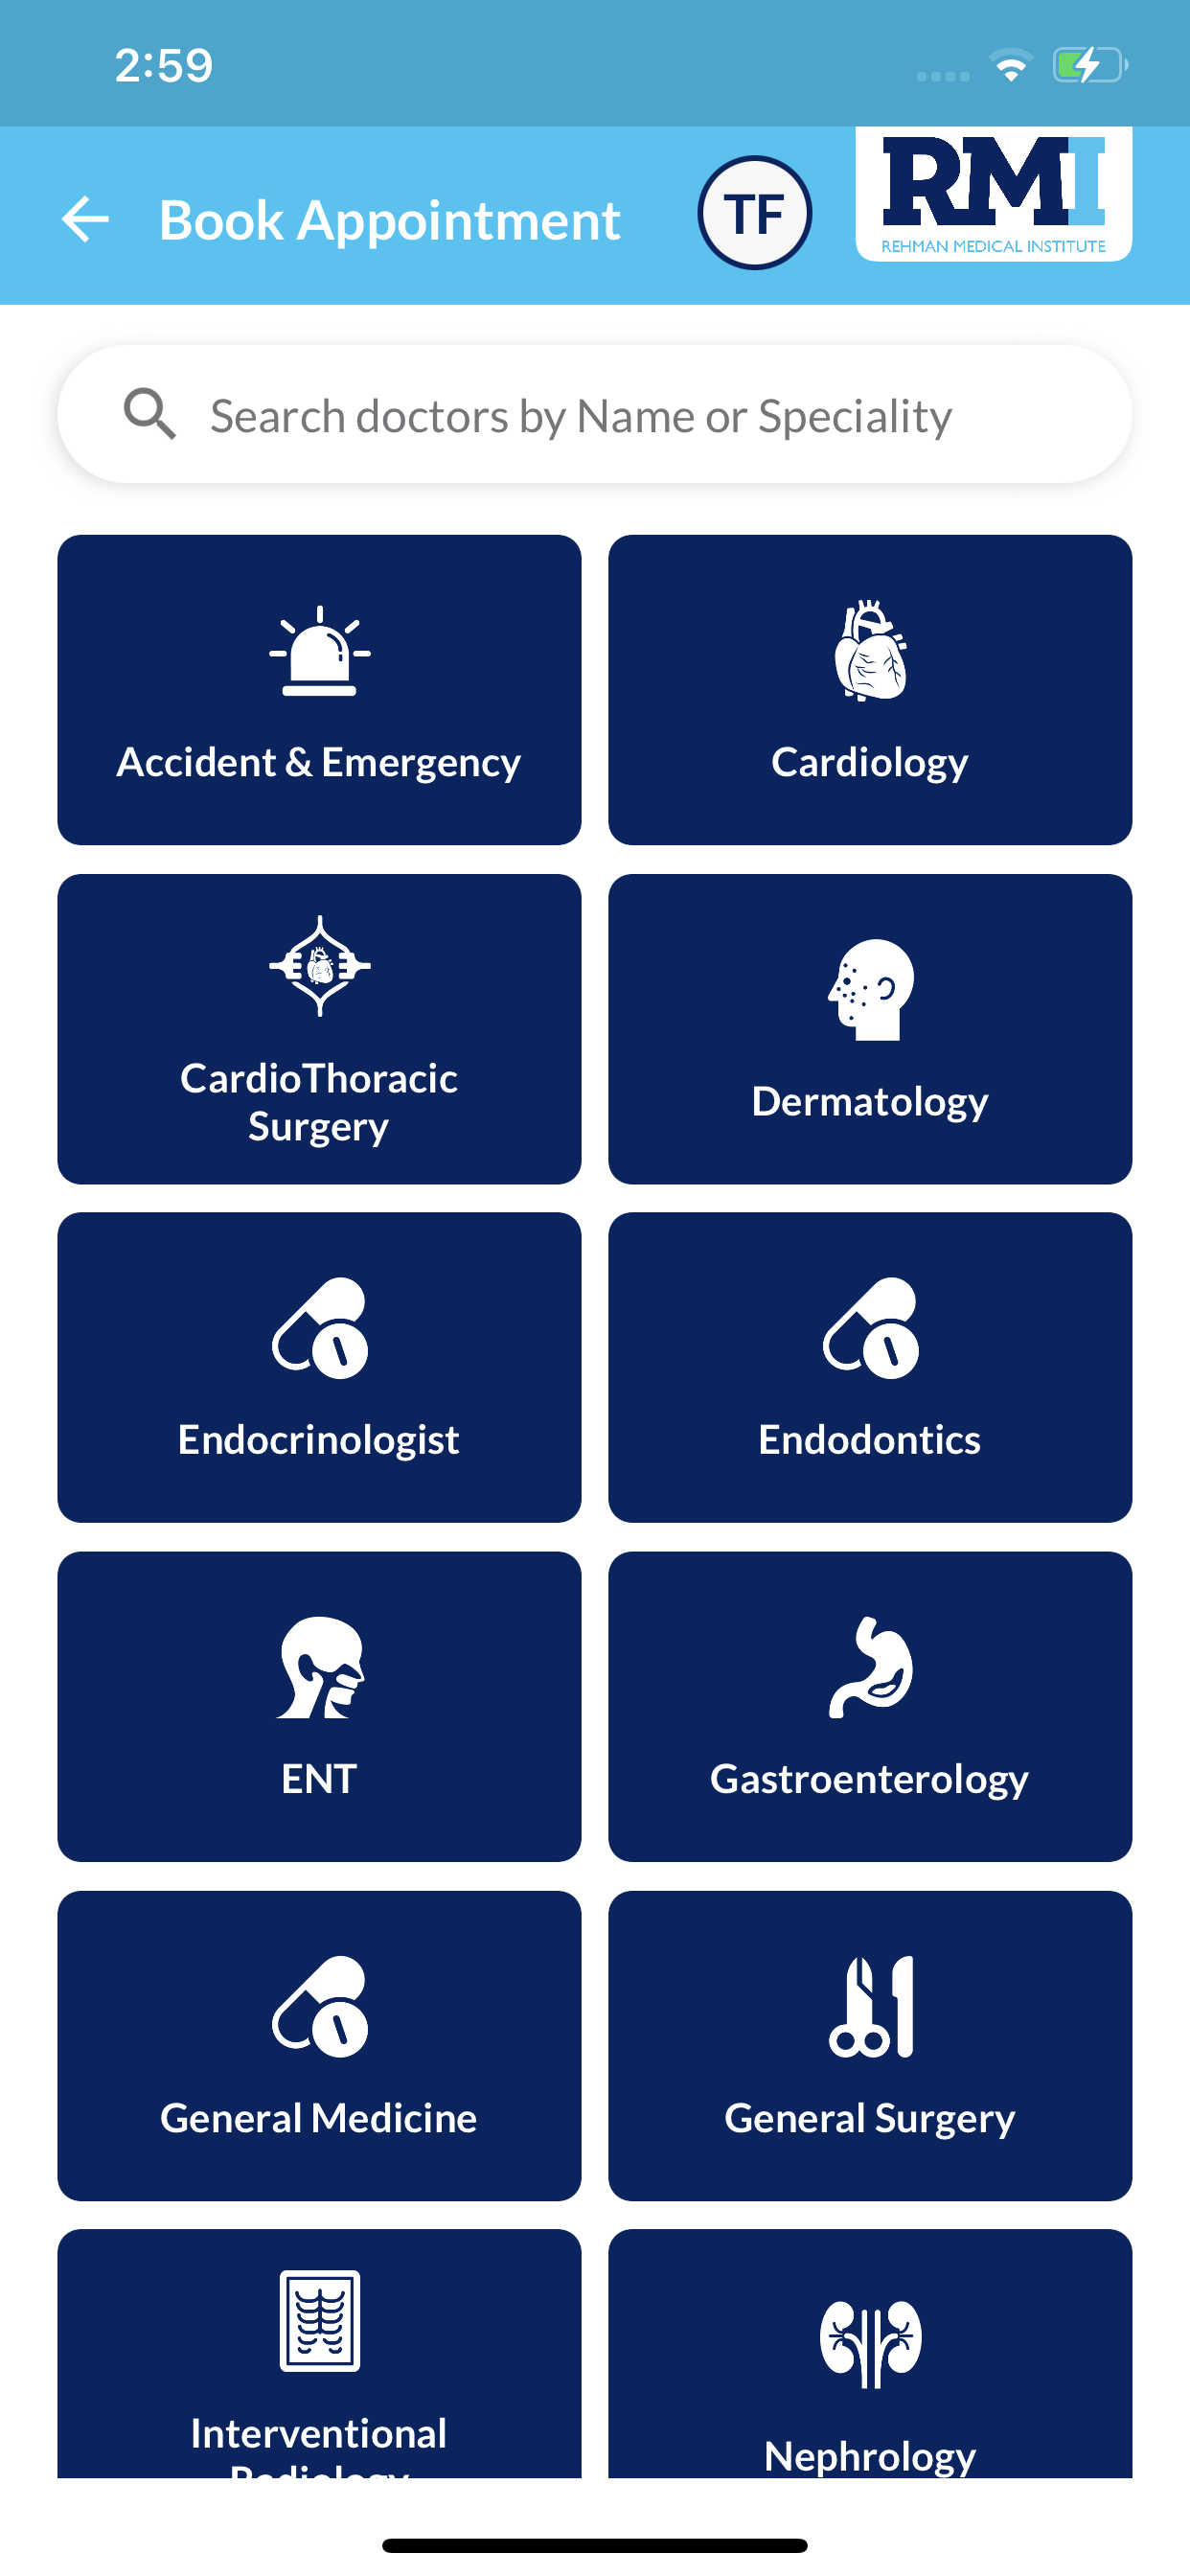 2:59
Book Appointment
TF
RMI
REHMAN MEDICAL INSTITUTE
Search doctors by Name or Speciality
Accident & Emergency
Cardiology
CardioThoracic
Surgery
Dermatology
Endocrinologist
Endodontics
ENT
Gastroenterology
General Medicine
General Surgery
Interventional
Radiology
Nephrology